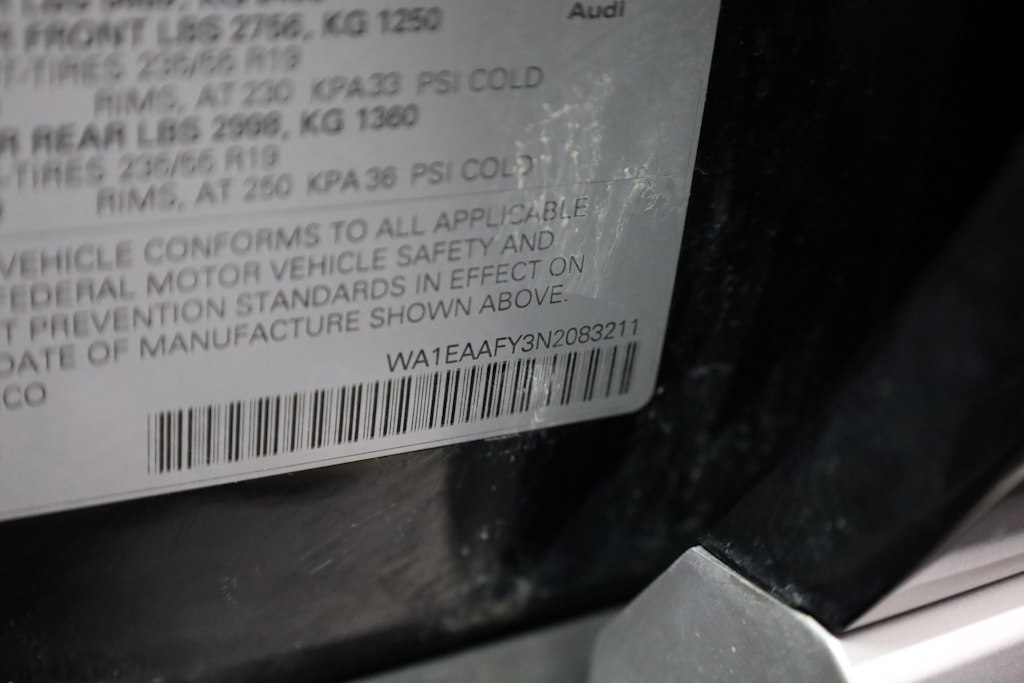 Audi
FRONT LBS 2756, KG 1250
TIRES 235/55 R19
RIMS, AT 230 KPA33 PSI COLD
REAR LBS 2998, KG 1360
-TIRES 235/55 R19
RIMS, AT 250 KPA36 PSI COLD
VEHICLE CONFORMS TO ALL APPLICABLE
FEDERAL MOTOR VEHICLE SAFETY AND
T PREVENTION STANDARDS IN EFFECT ON
DATE OF MANUFACTURE SHOWN ABOVE.
WA1EAAFY3N2083211
ICO